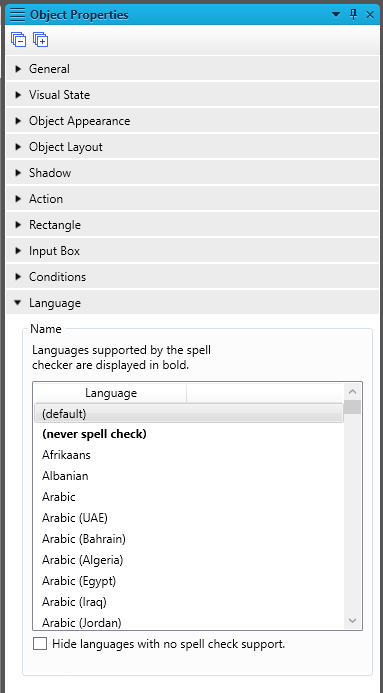 Object Properties
General
Visual State
Object Appearance
Object Layout
Shadow
Action
Rectangle
Input Box
Conditions
Language
Name
Languages supported by the spell
checker are displayed in bold.
Language
(default)
(never spell check)
Afrikaans
Albanian
Arabic
Arabic (UAE)
Arabic (Bahrain)
Arabic (Algeria)
Arabic (Egypt)
Arabic (Iraq)
Arabic (Jordan)
Hide languages with no spell check support.